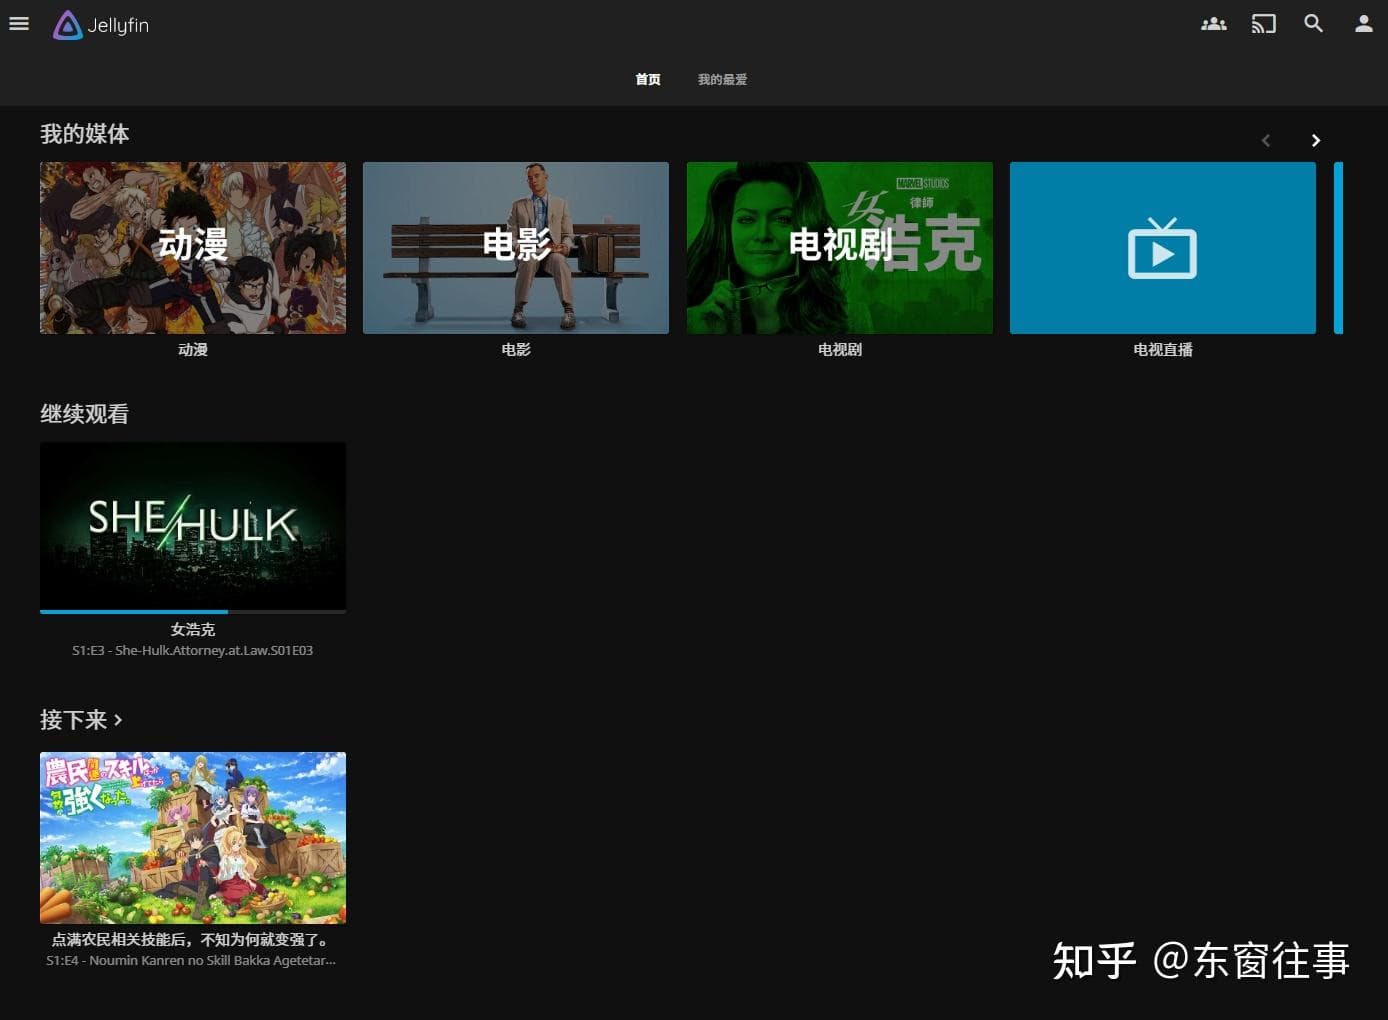 Jellyfin
首页 我的最爱
我的媒体
动漫
电影
MARVEL STUDIOS
律師
女浩克
电视剧
动漫
电影
电视剧
电视直播
继续观看
SHE/HULK
女浩克
S1:E3 - She-Hulk.Attorney.at.Law.S01E03
接下来
農民関連のスキルばっか
上げてたら
何故か強くなった。
点满农民相关技能后，不知为何就变强了。
S1:E4 - Noumin Kanren no Skill Bakka Agetetar...
知乎 @东窗往事